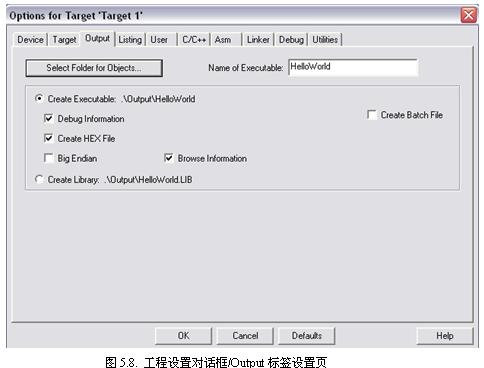 Options for Target 'Target 1'
Device Target Output Listing User C/C++ Asm Linker Debug Utilities
Select Folder for Objects... Name of Executable: HelloWorld
Create Executable: .\Output\HelloWorld
Create Batch File
Debug Information
Create HEX File
Big Endian Browse Information
Create Library: .\Output\HelloWorld.LIB
OK Cancel Defaults Help
图 5.8. 工程设置对话框/Output 标签设置页